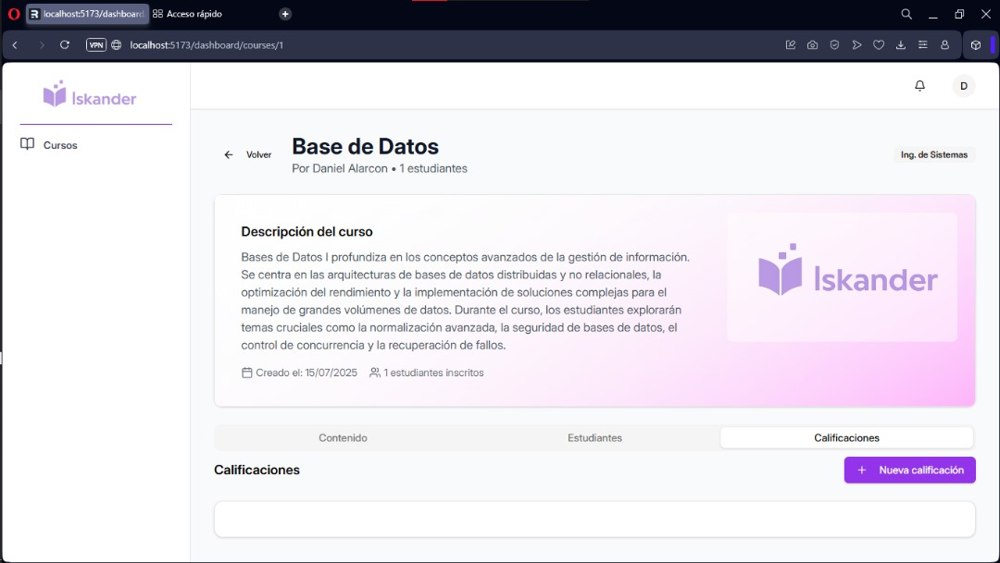 localhost:5173/dashboard
Acceso rápido
VPN
localhost:5173/dashboard/courses/1
Iskander
D
Cursos
Volver
Base de Datos
Por Daniel Alarcon • 1 estudiantes
Ing. de Sistemas
Descripción del curso
Bases de Datos I profundiza en los conceptos avanzados de la gestión de información.
Se centra en las arquitecturas de bases de datos distribuidas y no relacionales, la
optimización del rendimiento y la implementación de soluciones complejas para el
manejo de grandes volúmenes de datos. Durante el curso, los estudiantes explorarán
temas cruciales como la normalización avanzada, la seguridad de bases de datos, el
control de concurrencia y la recuperación de fallos.
Creado el: 15/07/2025 1 estudiantes inscritos
Iskander
Contenido
Estudiantes
Calificaciones
Calificaciones
+ Nueva calificación